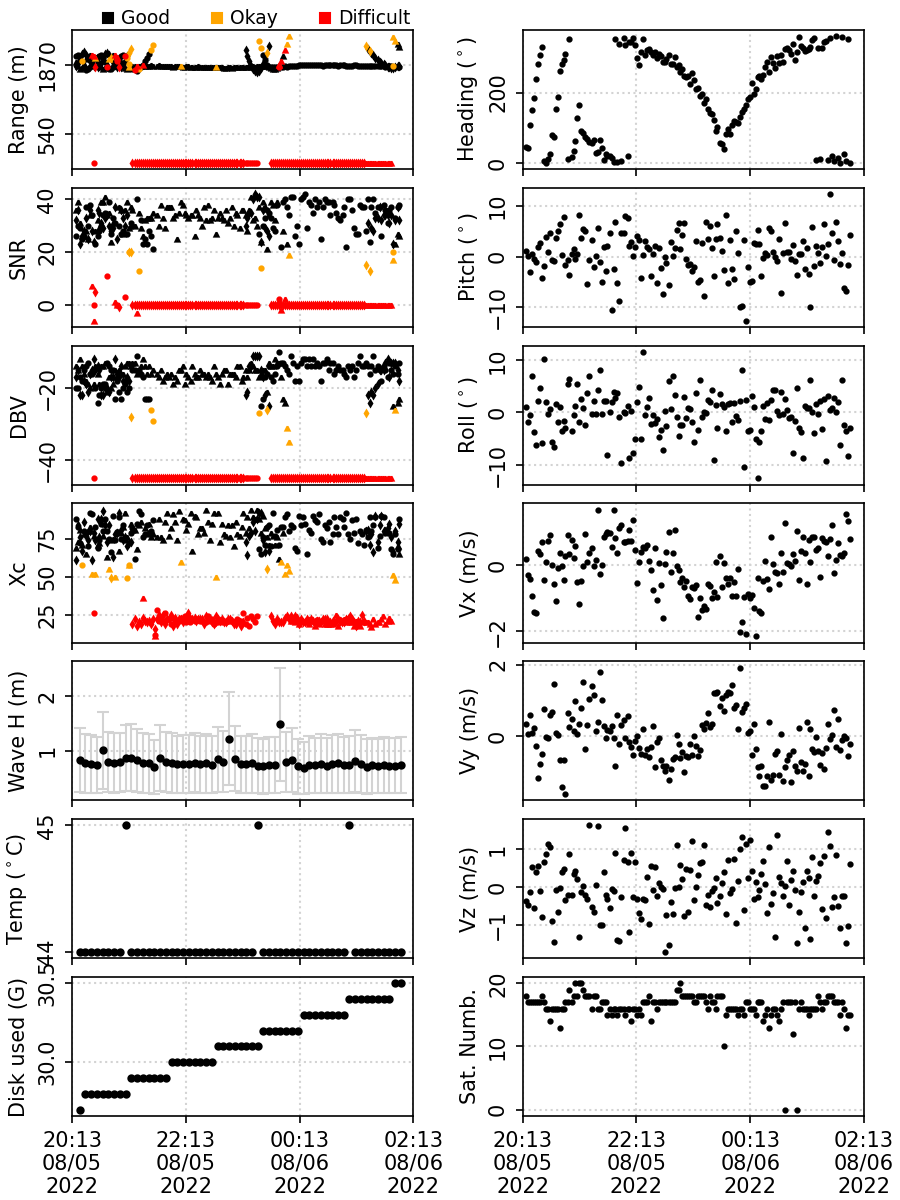 Good Okay Difficult
Range (m)
1870
540
SNR
40
20
0
DBV
−20
−40
Xc
75
50
25
Wave H (m)
2
1
Temp (°C)
45
44
Disk used (G)
30.5
30.0
20:13 22:13 00:13 02:13
08/05 08/05 08/06 08/06
2022 2022 2022 2022
Heading (°)
200
0
Pitch (°)
10
0
−10
Roll (°)
10
0
−10
Vx (m/s)
0
−2
Vy (m/s)
2
0
Vz (m/s)
1
0
−1
Sat. Numb.
20
10
0
20:13 22:13 00:13 02:13
08/05 08/05 08/06 08/06
2022 2022 2022 2022